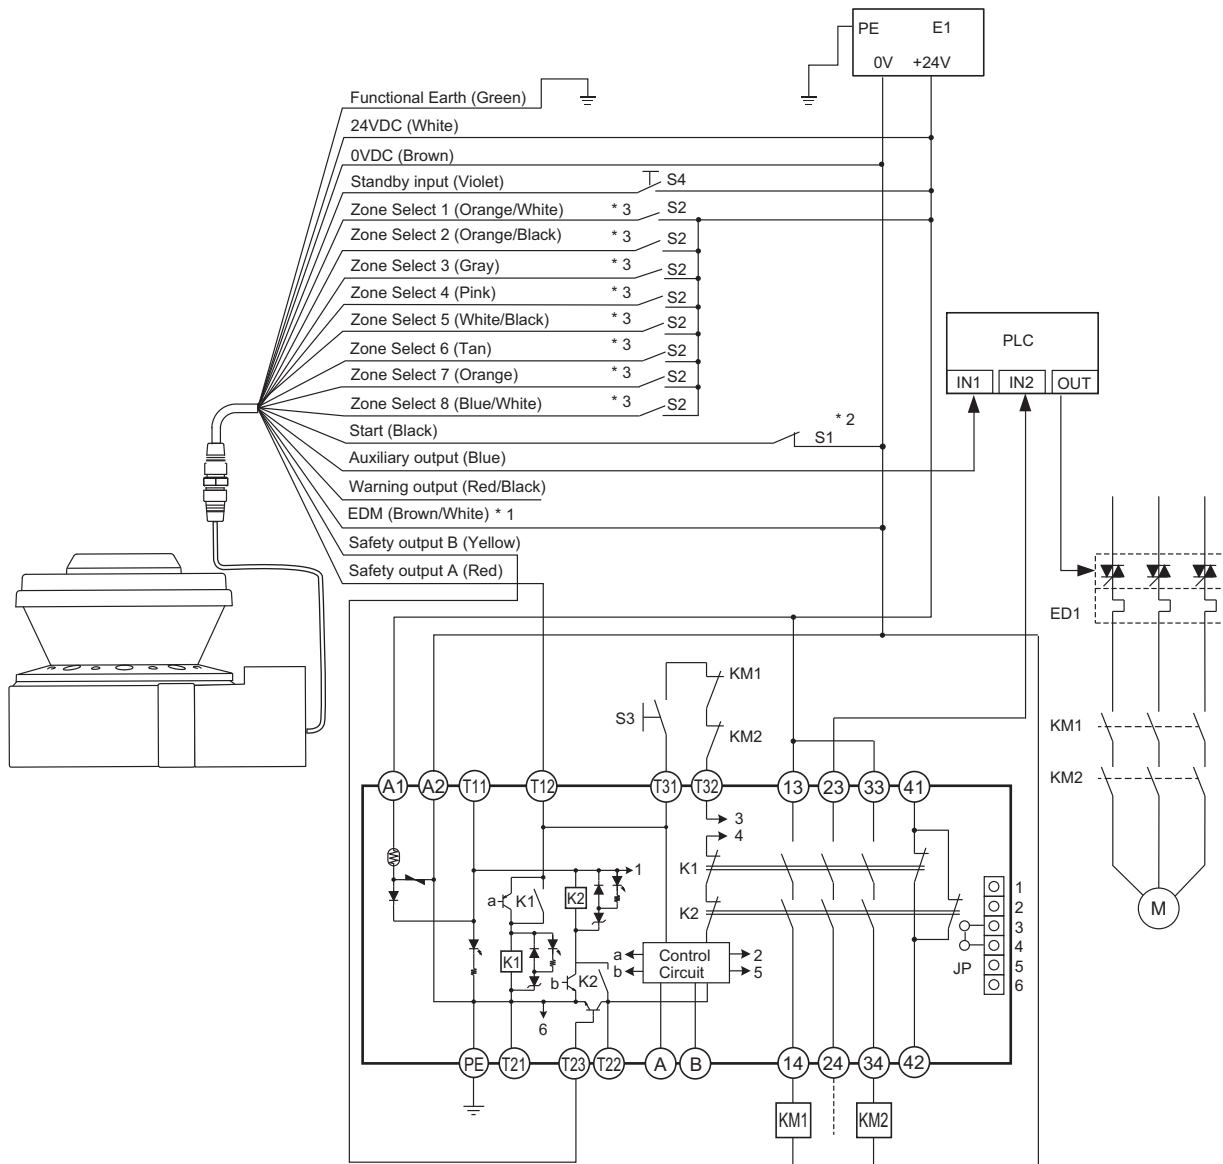 PE E1
0V +24V
Functional Earth (Green)
24VDC (White)
0VDC (Brown)
Standby input (Violet) S4
Zone Select 1 (Orange/White) * 3 S2
Zone Select 2 (Orange/Black) * 3 S2
Zone Select 3 (Gray) * 3 S2
Zone Select 4 (Pink) * 3 S2
Zone Select 5 (White/Black) * 3 S2
Zone Select 6 (Tan) * 3 S2
Zone Select 7 (Orange) * 3 S2
Zone Select 8 (Blue/White) * 3 S2
Start (Black) S1 * 2
Auxiliary output (Blue)
Warning output (Red/Black)
EDM (Brown/White) * 1
Safety output B (Yellow)
Safety output A (Red)
PLC
IN1 IN2 OUT
ED1
KM1
KM2
M
S3
KM1
KM2
A1 A2 T11 T12 T31 T32 13 23 33 41
3
4
1
K1
K2
a K1 K2
K1
b K2
a
b
Control
Circuit
2
5
6
JP
1
2
3
4
5
6
PE T21 T23 T22 A B 14 24 34 42
KM1 KM2